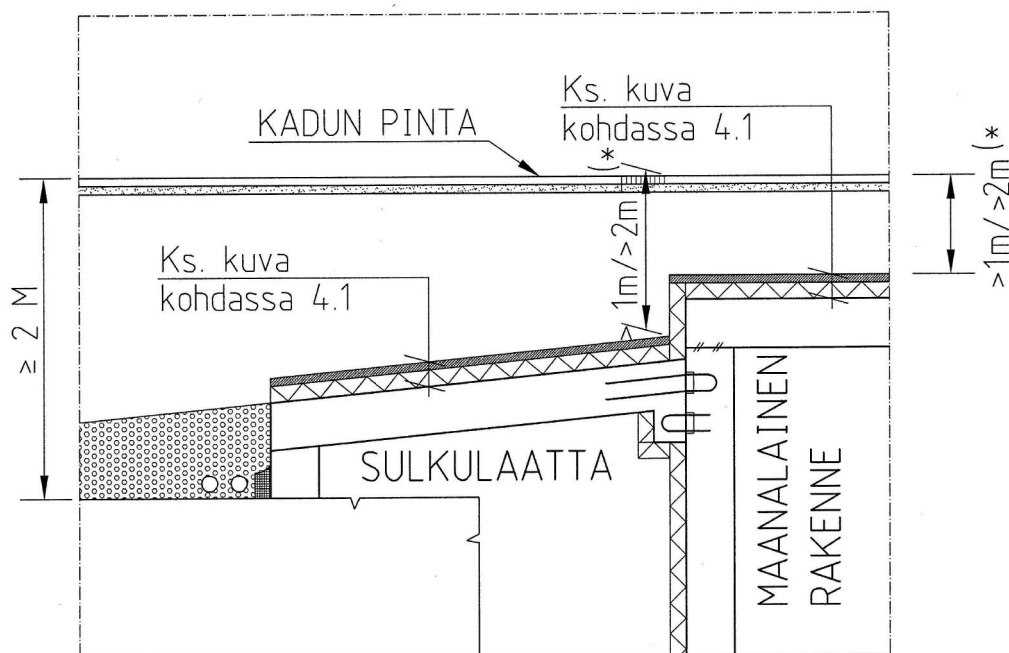 KADUN PINTA
Ks. kuva
kohdassa 4.1
>1m/>2m (*
> 1m/>2m (*
Ks. kuva
kohdassa 4.1
≥ 2 M
SULKULAATTA
MAANALAINEN
RAKENNE